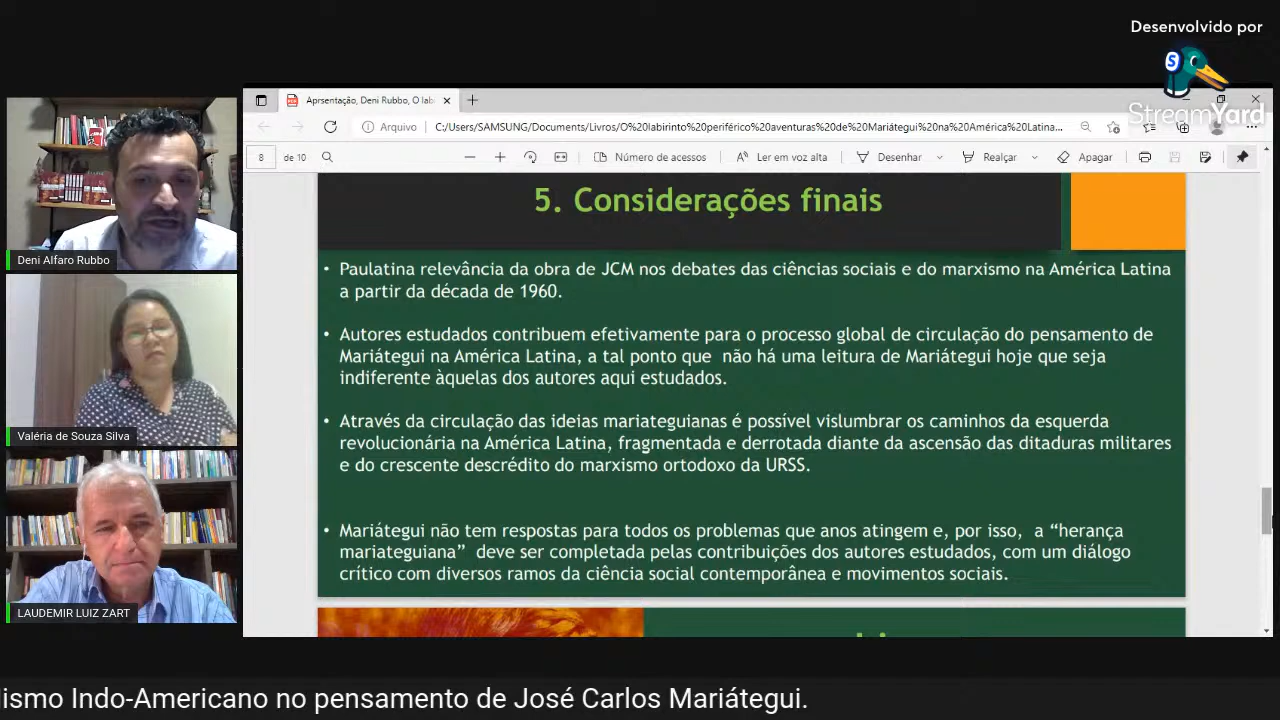 Desenvolvido por
StreamYard
Aprsentação, Deni Rubbo, O lab
Arquivo
C:/Users/SAMSUNG/Documents/Livros/O%20labirinto%20periférico%20aventuras%20de%20Mariátegui%20na%20América%20Latina...
8 de 10
Número de acessos
Ler em voz alta
Desenhar
Realçar
Apagar
5. Considerações finais
• Paulatina relevância da obra de JCM nos debates das ciências sociais e do marxismo na América Latina
a partir da década de 1960.
• Autores estudados contribuem efetivamente para o processo global de circulação do pensamento de
Mariátegui na América Latina, a tal ponto que não há uma leitura de Mariátegui hoje que seja
indiferente àquelas dos autores aqui estudados.
• Através da circulação das ideias mariateguianas é possível vislumbrar os caminhos da esquerda
revolucionária na América Latina, fragmentada e derrotada diante da ascensão das ditaduras militares
e do crescente descrédito do marxismo ortodoxo da URSS.
• Mariátegui não tem respostas para todos os problemas que anos atingem e, por isso, a “herança
mariateguiana” deve ser completada pelas contribuições dos autores estudados, com um diálogo
crítico com diversos ramos da ciência social contemporânea e movimentos sociais.
Deni Alfaro Rubbo
Valéria de Souza Silva
LAUDEMIR LUIZ ZART
lismo Indo-Americano no pensamento de José Carlos Mariátegui.